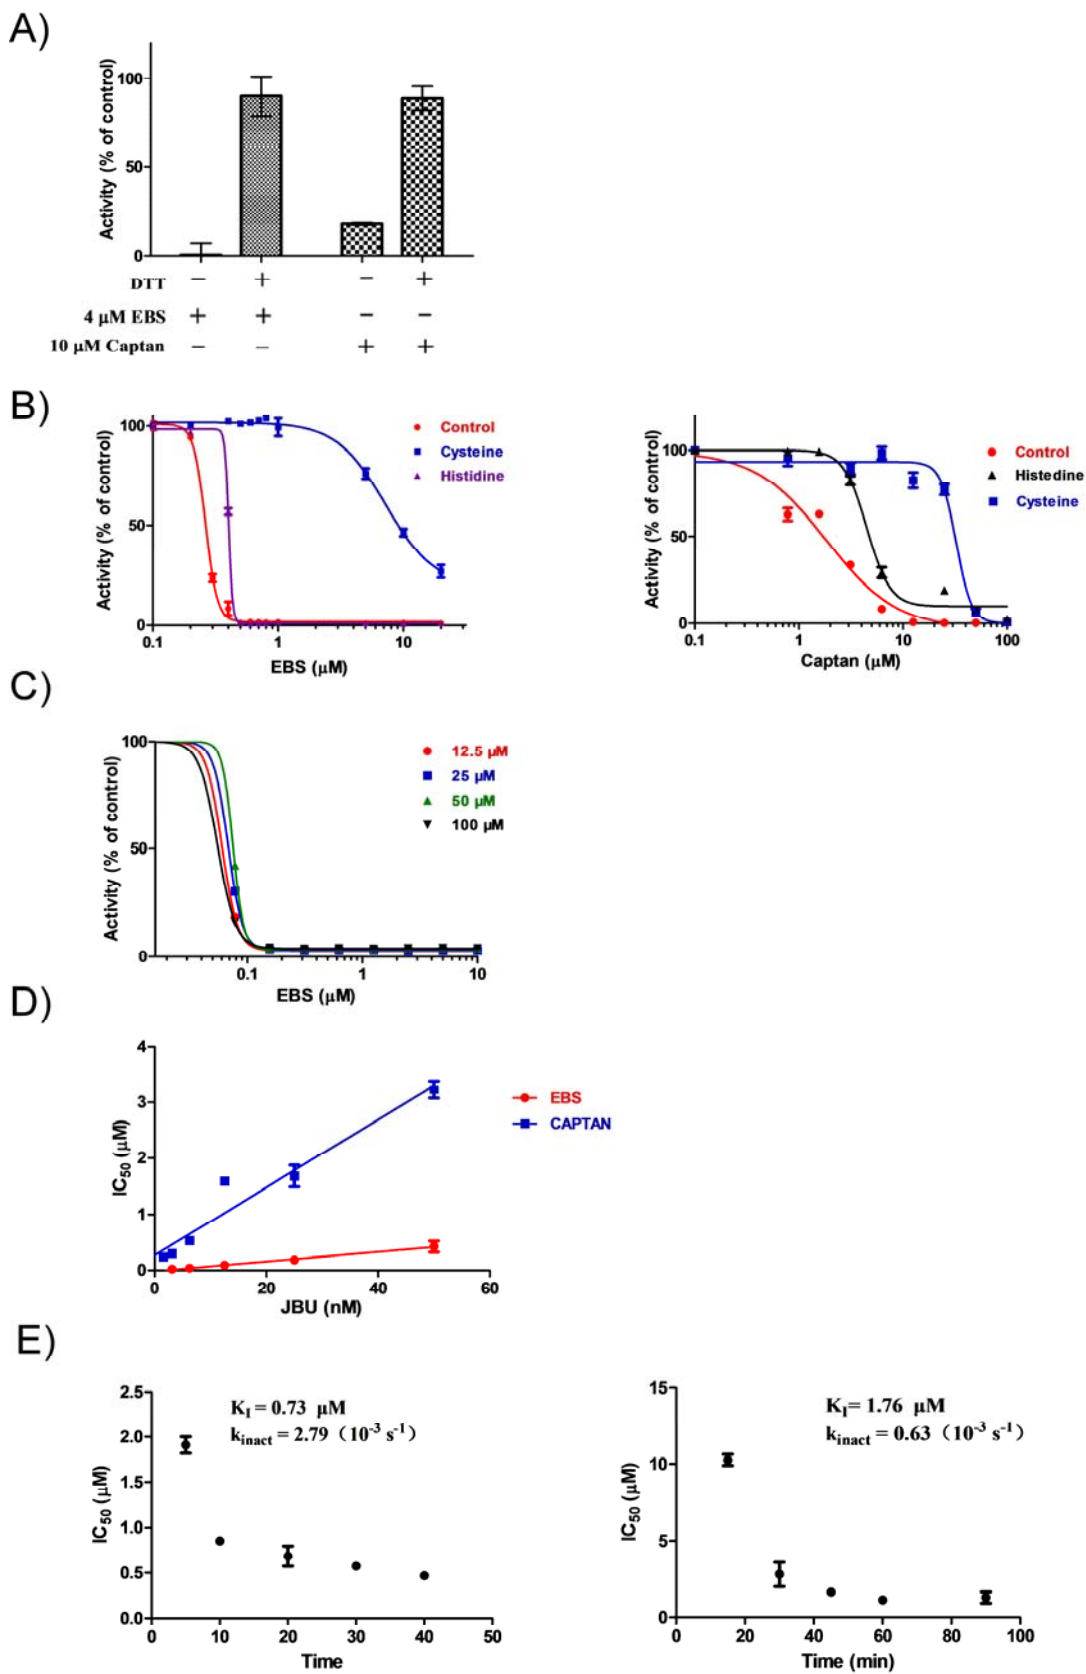 A)
Activity (% of control)
100
50
0
DTT − + − +
4 μM EBS + + − −
10 μM Captan − − + +
B)
Activity (% of control)
100
50
0
0.1 1 10
EBS (μM)
Control
Cysteine
Histidine
Activity (% of control)
100
50
0
0.1 1 10 100
Captan (μM)
Control
Histedine
Cysteine
C)
Activity (% of control)
100
50
0
0.1 1 10
EBS (μM)
12.5 μM
25 μM
50 μM
100 μM
D)
IC50 (μM)
4
3
2
1
0
0 20 40 60
JBU (nM)
EBS
CAPTAN
E)
IC50 (μM)
2.5
2.0
1.5
1.0
0.5
0.0
0 10 20 30 40 50
Time
KI = 0.73 μM
kinact = 2.79 (10-3 s-1)
IC50 (μM)
15
10
5
0
0 20 40 60 80 100
Time (min)
KI= 1.76 μM
kinact = 0.63 (10-3 s-1)